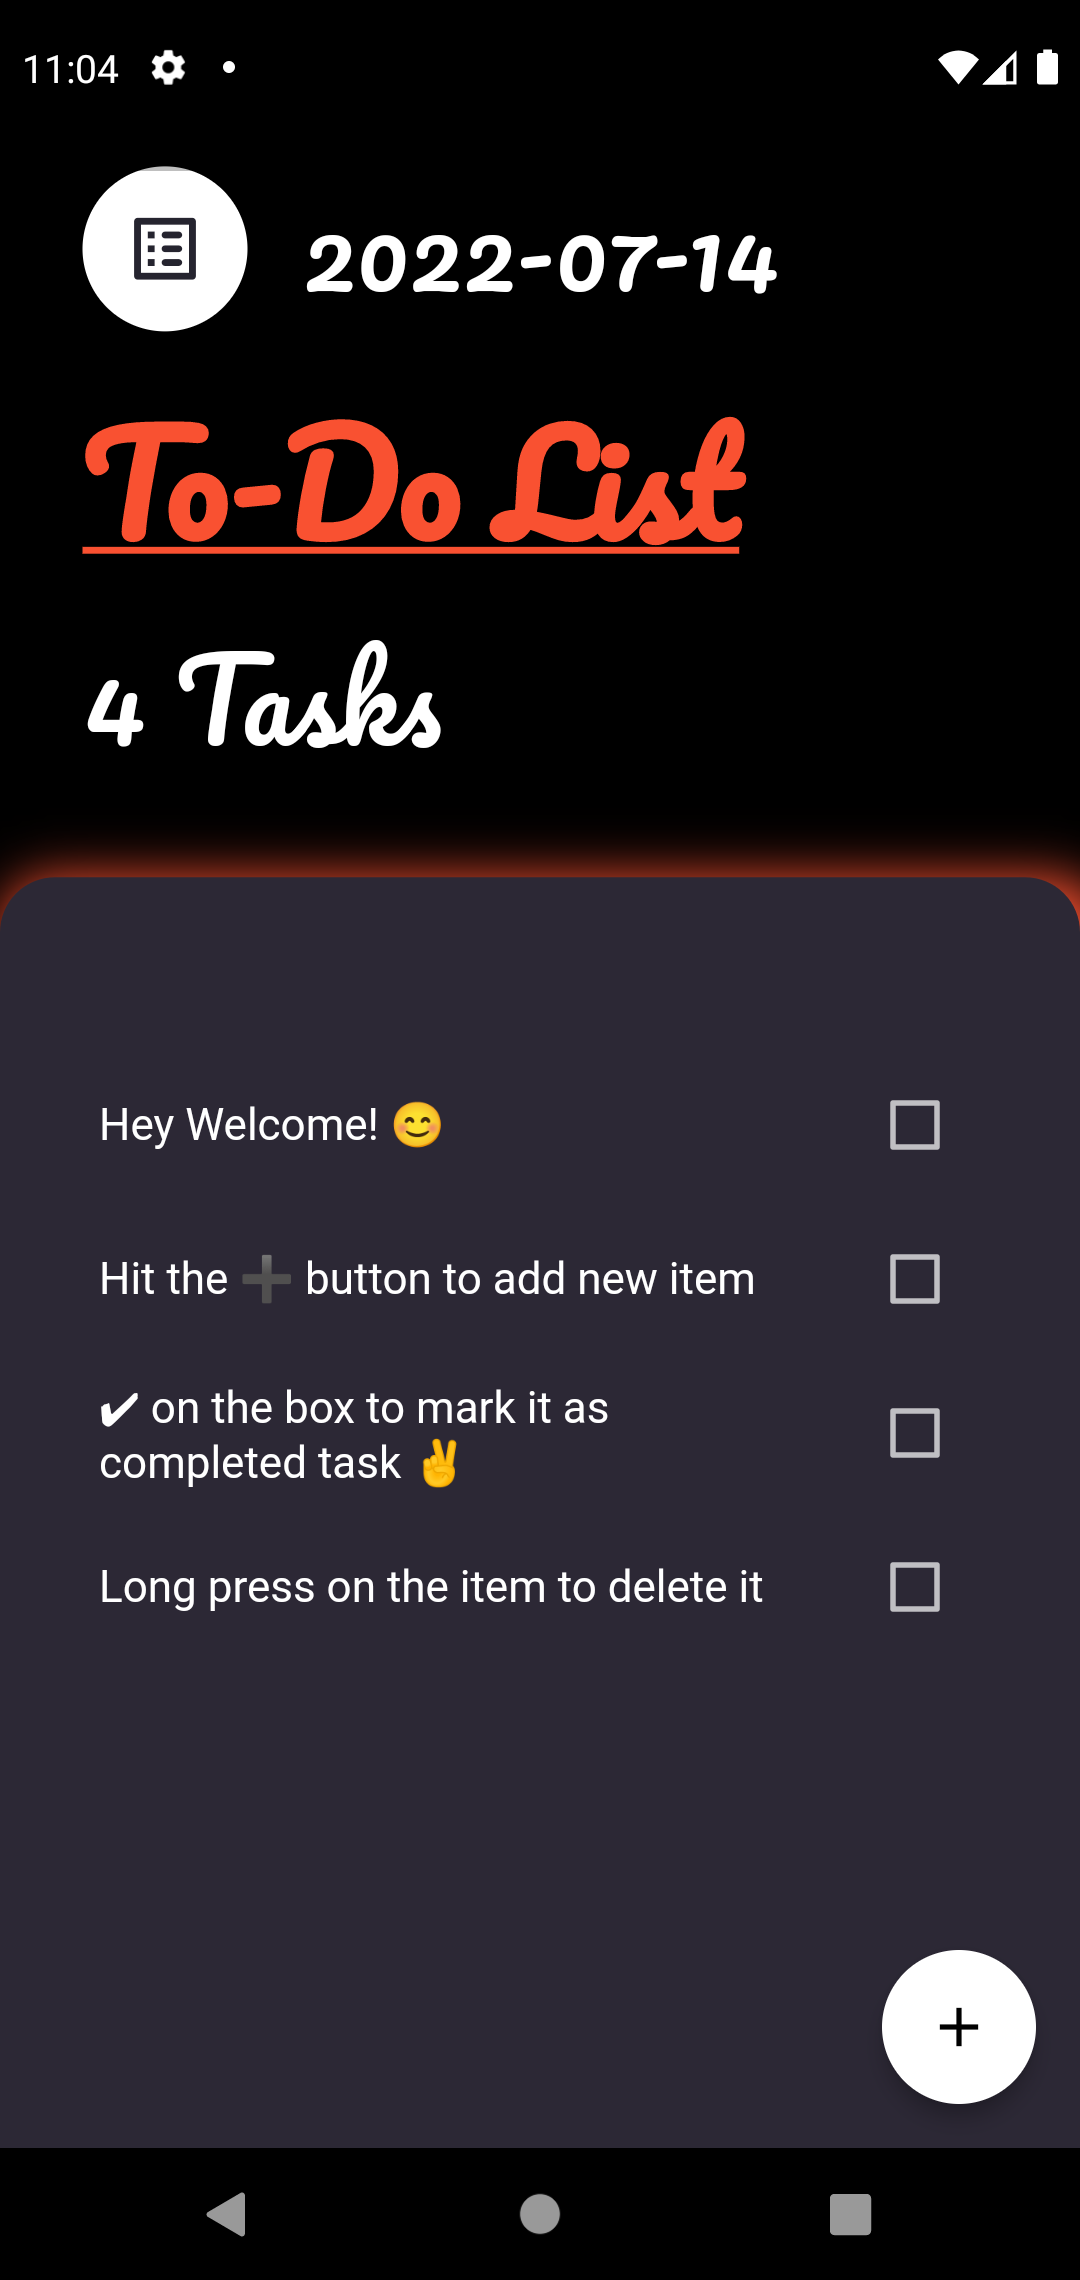 11:04
2022-07-14
To-Do List
4 Tasks
Hey Welcome! 😊
Hit the ➕ button to add new item
✔ on the box to mark it as
completed task ✌
Long press on the item to delete it